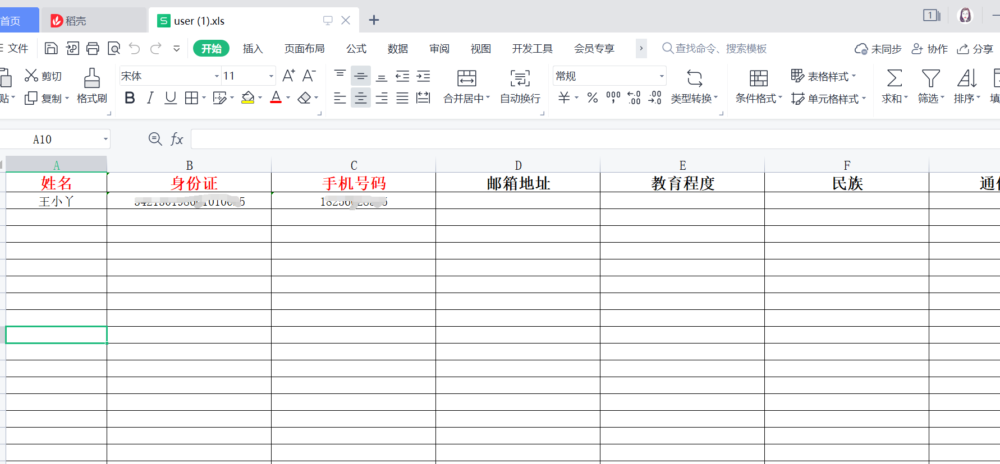 首页 稻壳 S user (1).xls 1
文件 开始 插入 页面布局 公式 数据 审阅 视图 开发工具 会员专享 查找命令、搜索模板 未同步 协作 分享
剪切 宋体 11 A+ A- 常规 表格样式
贴 复制 格式刷 B I U A 合并居中 自动换行 ¥ % 000, ←.0 .00 .00 →.0 类型转换 条件格式 单元格样式 求和 筛选 排序 填
A10 fx
A B C D E F
姓名 身份证 手机号码 邮箱地址 教育程度 民族 通
王小丫